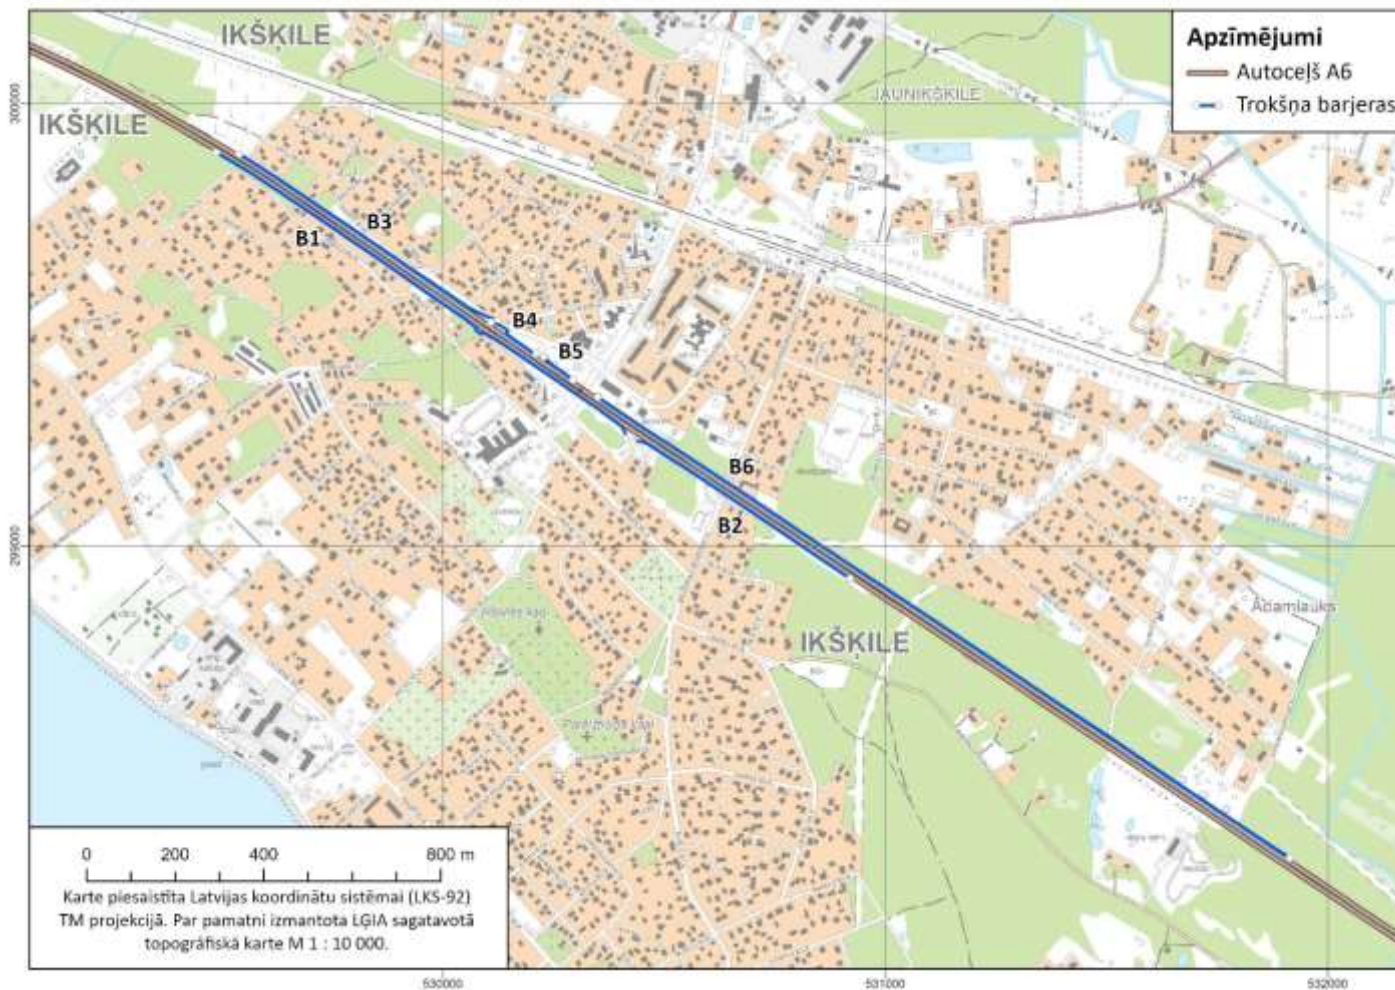 IKŠĶILE
Apzīmējumi
Autoceļš A6
Trokšņa barjeras
JAUNIKŠĶILE
300000
IKŠĶILE
B3
B1
B4
B5
B6
B2
299000
Ādamlauks
IKŠĶILE
0 200 400 800 m
Karte piesaistīta Latvijas koordinātu sistēmai (LKS-92)
TM projekcijā. Par pamatni izmantota LĢIA sagatavotā
topogrāfiskā karte M 1 : 10 000.
530000 531000 532000